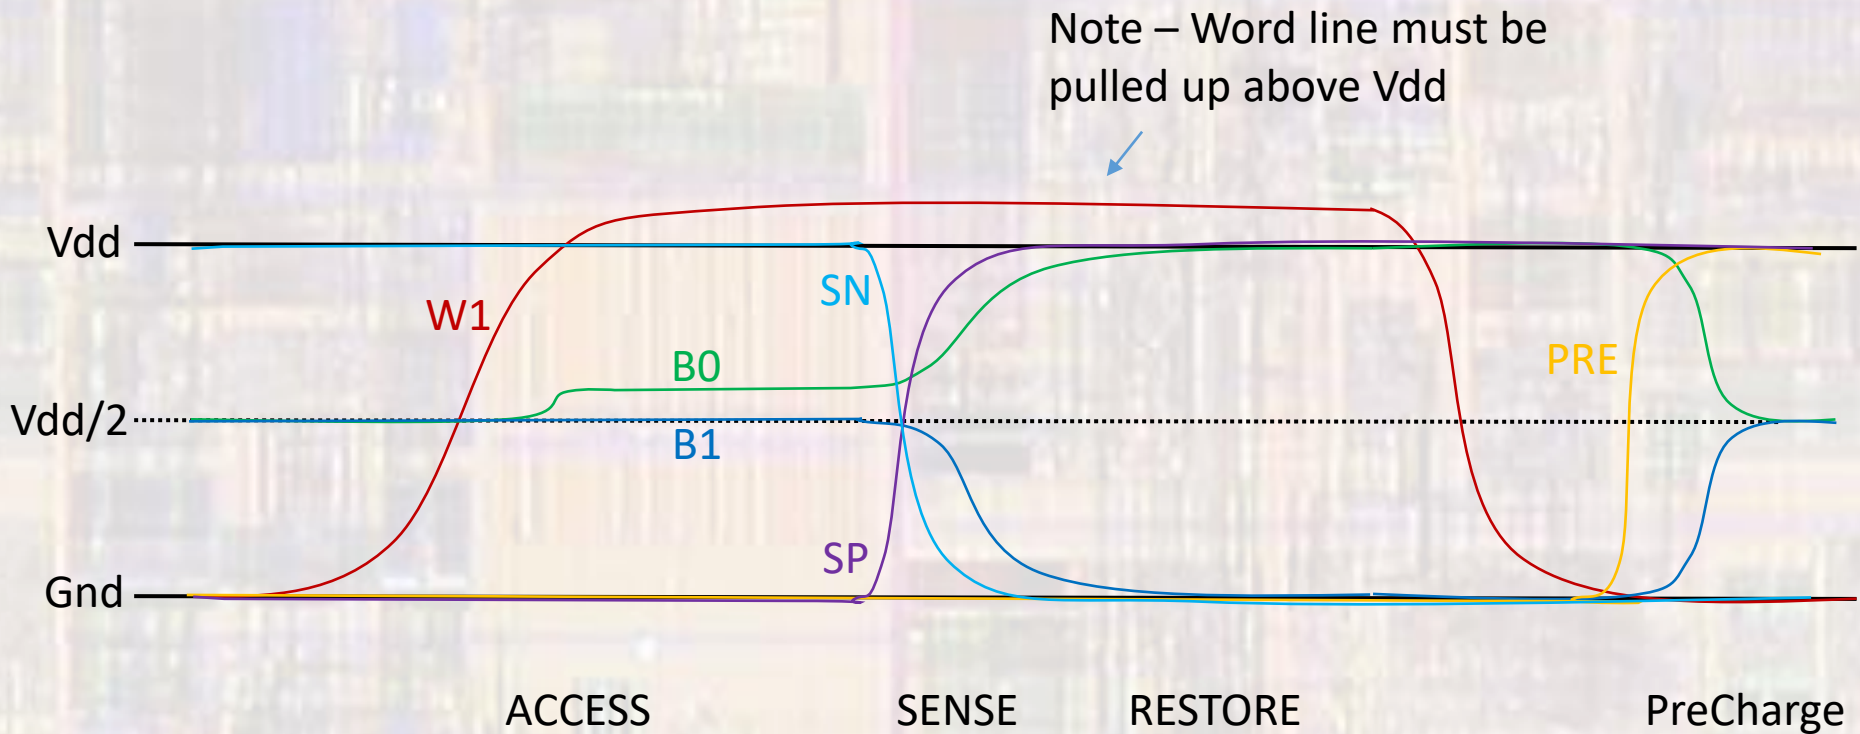 Note – Word line must be
pulled up above Vdd
Vdd
W1
SN
B0
PRE
Vdd/2
B1
SP
Gnd
ACCESS
SENSE
RESTORE
PreCharge